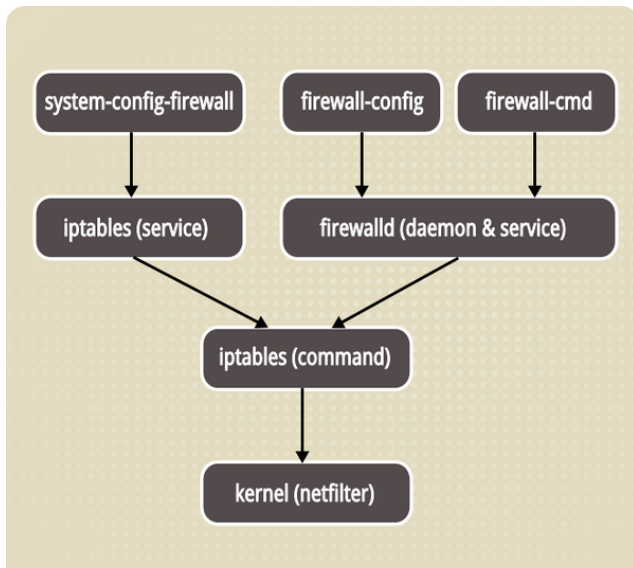 system-config-firewall
firewall-config
firewall-cmd
iptables (service)
firewalld (daemon & service)
iptables (command)
kernel (netfilter)